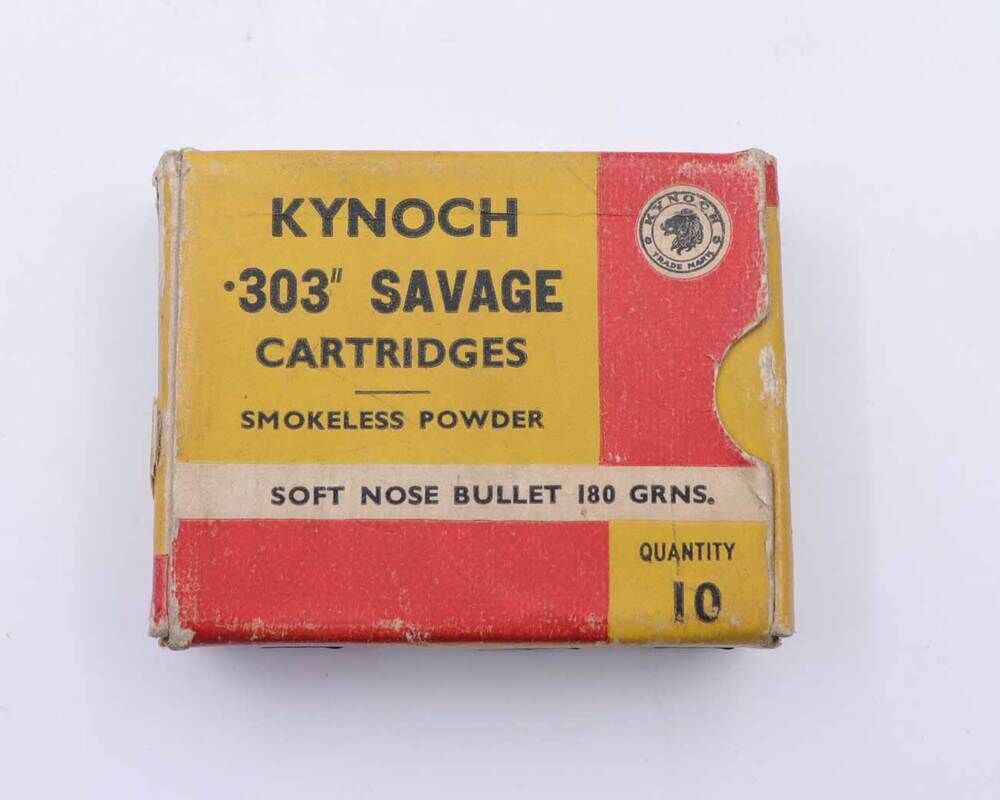 KYNOCH
·303" SAVAGE
CARTRIDGES
SMOKELESS POWDER
KYNOCH
TRADE MARK
SOFT NOSE BULLET 180 GRNS.
QUANTITY
10